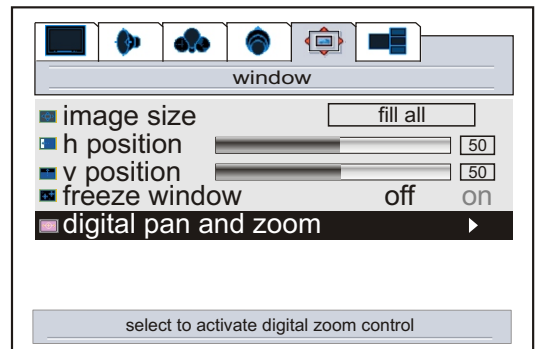 window
image size fill all
h position 50
v position 50
freeze window off on
digital pan and zoom
select to activate digital zoom control